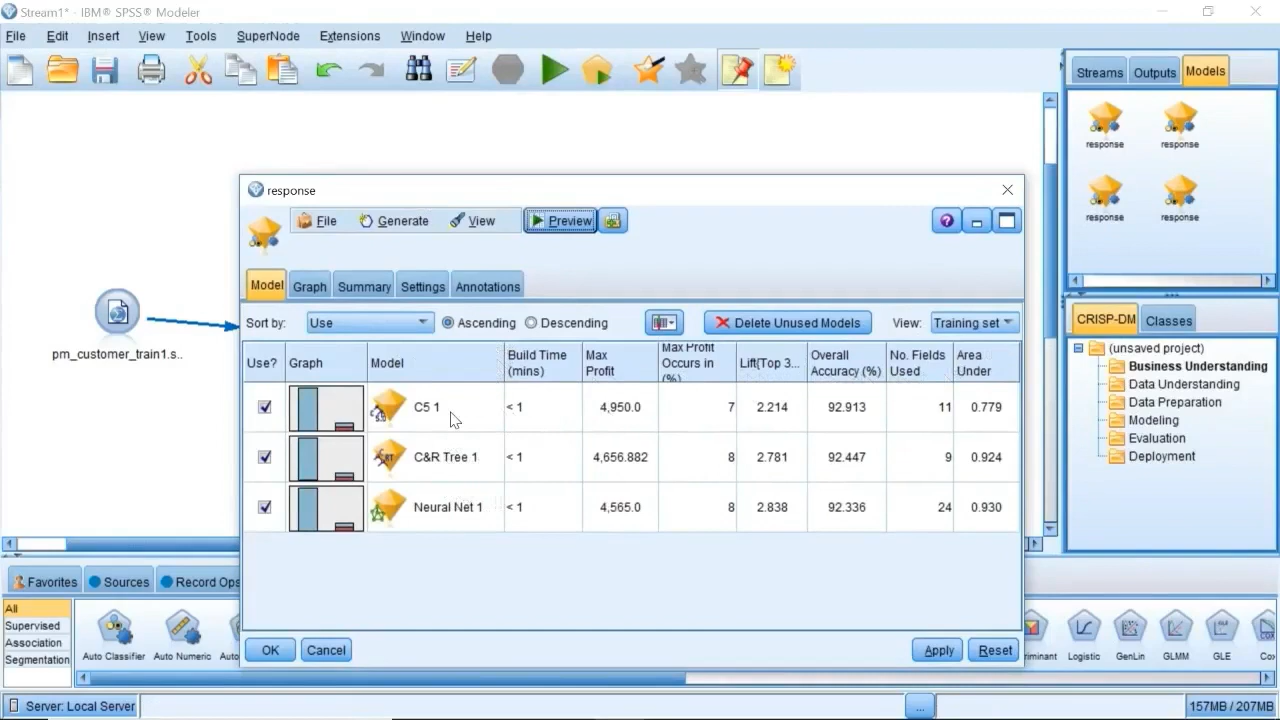 Stream1* - IBM® SPSS® Modeler
File Edit Insert View Tools SuperNode Extensions Window Help
Streams Outputs Models
response response
response response
pm_customer_train1.s..
response
File Generate View Preview
Model Graph Summary Settings Annotations
Sort by: Use Ascending Descending Delete Unused Models View: Training set
Use? Graph Model Build Time (mins) Max Profit Max Profit Occurs in (%) Lift{Top 3... Overall Accuracy (%) No. Fields Used Area Under
C5 1 < 1 4,950.0 7 2.214 92.913 11 0.779
C&R Tree 1 < 1 4,656.882 8 2.781 92.447 9 0.924
Neural Net 1 < 1 4,565.0 8 2.838 92.336 24 0.930
OK Cancel Apply Reset
CRISP-DM Classes
(unsaved project)
Business Understanding
Data Understanding
Data Preparation
Modeling
Evaluation
Deployment
Favorites Sources Record Ops
All
Supervised
Association
Segmentation
Auto Classifier Auto Numeric Auto
riminant Logistic GenLin GLMM GLE Cox
Server: Local Server ... 157MB / 207MB